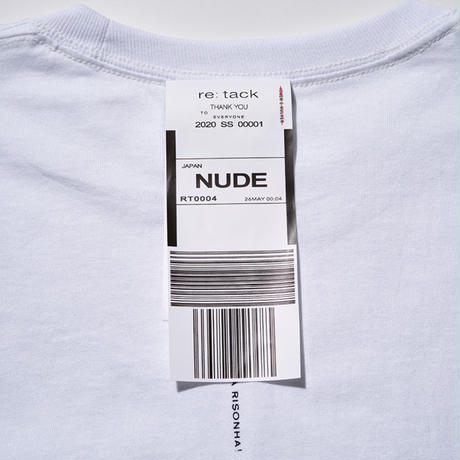 re: tack
THANK YOU
TO EVERYONE
2020 SS 00001
JAPAN
NUDE
RT0004 26MAY 00:04
RISONHA!